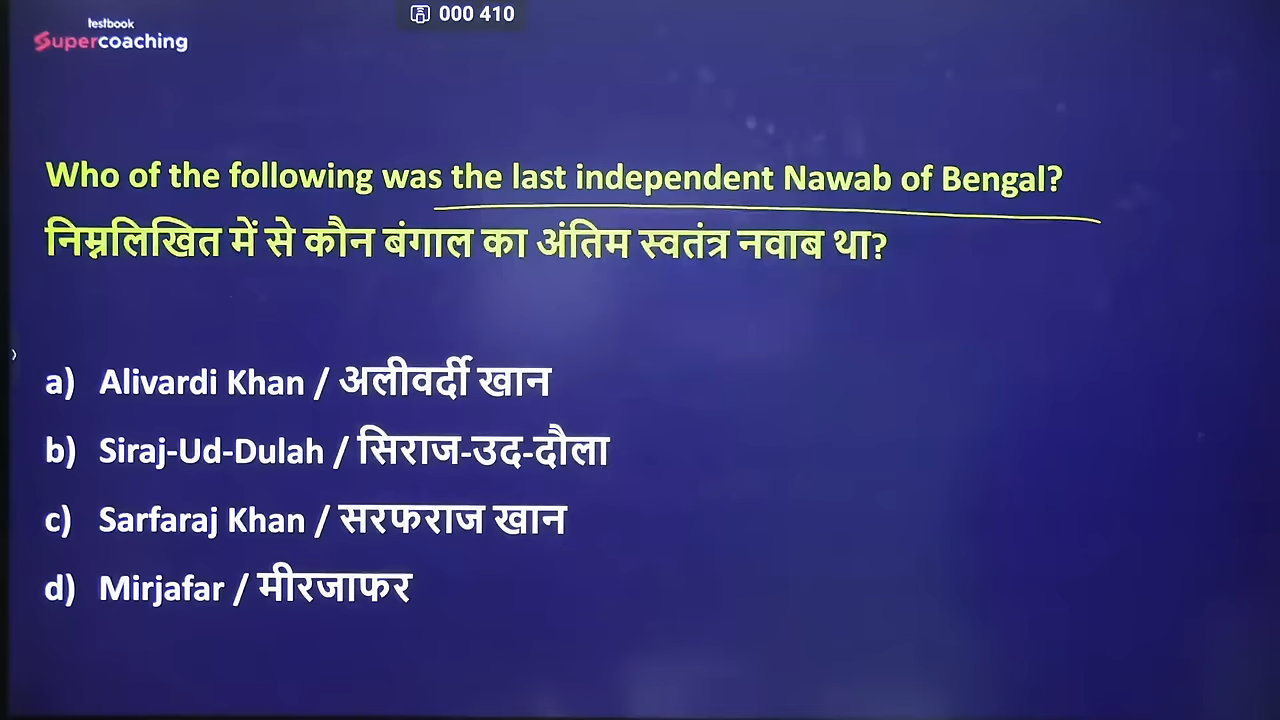 testbook
Supercoaching
000 410
Who of the following was the last independent Nawab of Bengal?
निम्नलिखित में से कौन बंगाल का अंतिम स्वतंत्र नवाब था?
a) Alivardi Khan / अलीवर्दी खान
b) Siraj-Ud-Dulah / सिराज-उद-दौला
c) Sarfaraj Khan / सरफराज खान
d) Mirjafar / मीरजाफर